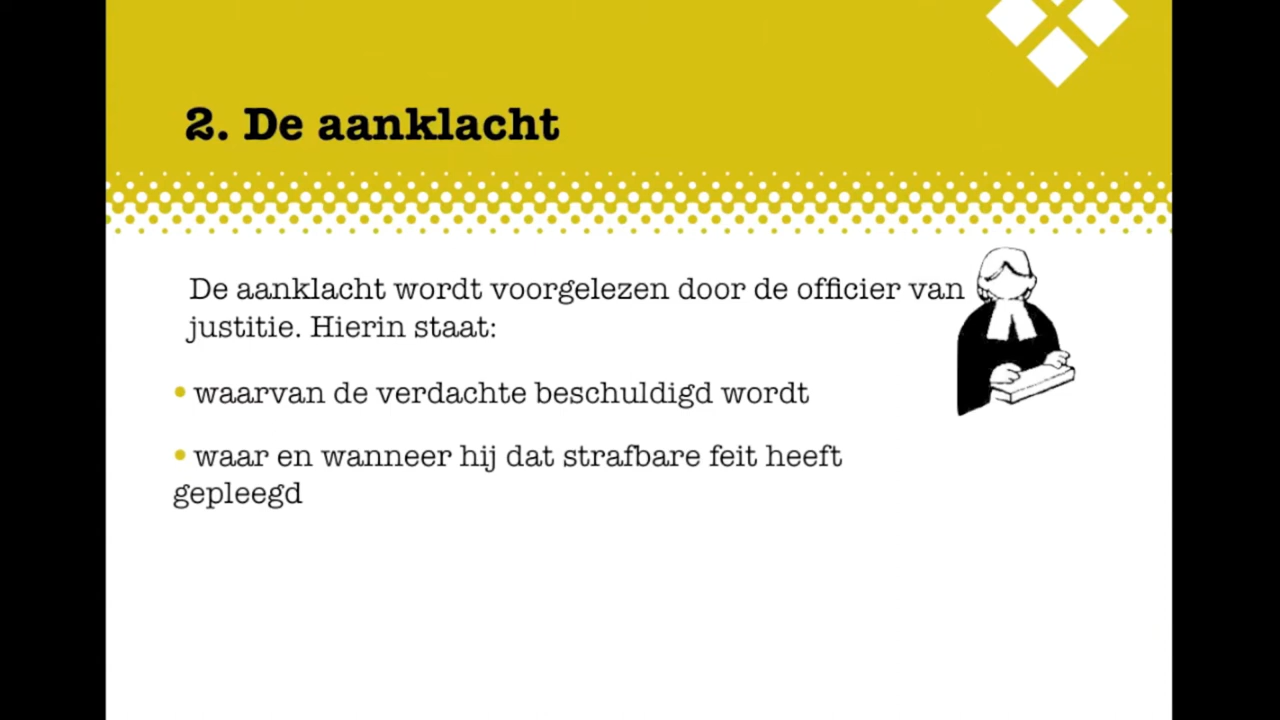 2. De aanklacht
De aanklacht wordt voorgelezen door de officier van
justitie. Hierin staat:
• waarvan de verdachte beschuldigd wordt
• waar en wanneer hij dat strafbare feit heeft
gepleegd